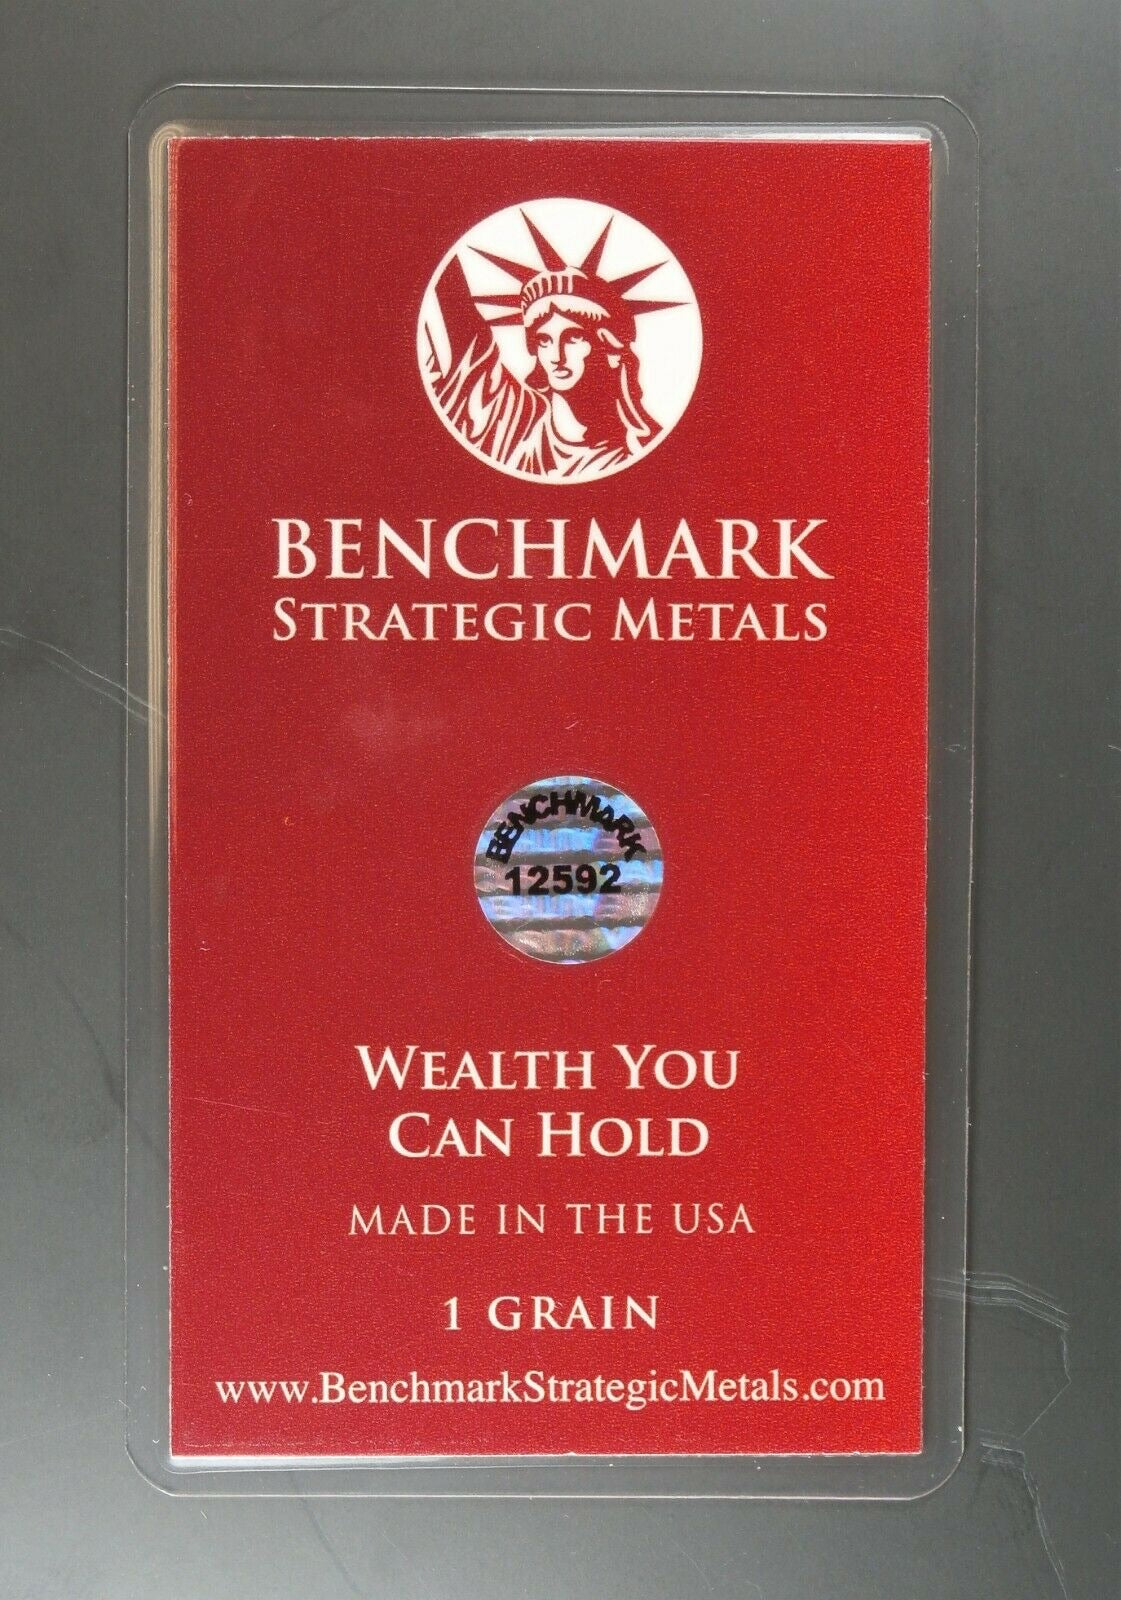 BENCHMARK
STRATEGIC METALS
BENCHMARK
12592
WEALTH YOU
CAN HOLD
MADE IN THE USA
1 GRAIN
www.BenchmarkStrategicMetals.com